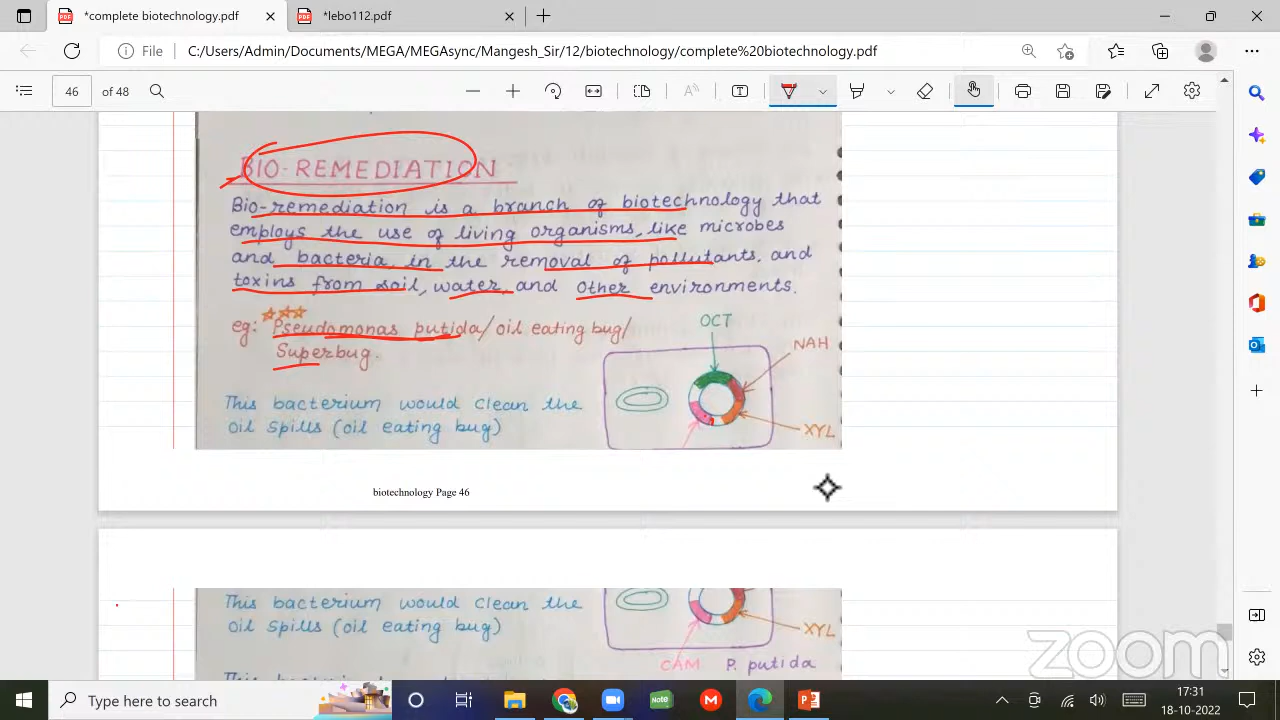 *complete biotechnology.pdf
*lebo112.pdf
File
C:/Users/Admin/Documents/MEGA/MEGAsync/Mangesh_Sir/12/biotechnology/complete%20biotechnology.pdf
46 of 48
BIO-REMEDIATION
Bio-remediation is a branch of biotechnology that
employs the use of living organisms, like microbes
and bacteria, in the removal of pollutants, and
toxins from soil, water, and other environments.
eg: Pseudomonas putida/oil eating bug/
Superbug.
OCT
NAH
XYL
This bacterium would clean the
oil spills (oil eating bug)
biotechnology Page 46
This bacterium would clean the
oil spills (oil eating bug)
XYL
CAM P. putida
zoom
Type here to search
Note
17:31
18-10-2022